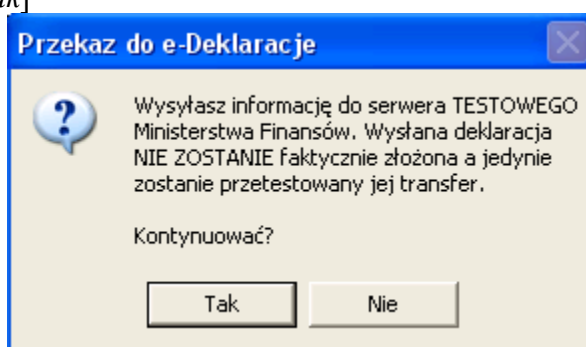 Przekaz do e-Deklaracje
Wysyłasz informację do serwera TESTOWEGO
Ministerstwa Finansów. Wysłana deklaracja
NIE ZOSTANIE faktycznie złożona a jedynie
zostanie przetestowany jej transfer.
Kontynuować?
Tak
Nie